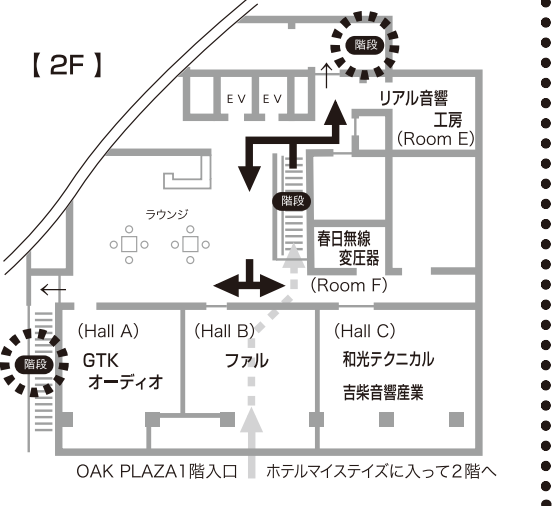 【 2F 】
階段
EV EV
リアル音響
工房
(Room E)
階段
ラウンジ
春日無線
変圧器
(Room F)
(Hall A)
GTK
オーディオ
(Hall B)
ファル
(Hall C)
和光テクニカル
吉柴音響産業
階段
OAK PLAZA1階入口
ホテルマイステイズに入って2階へ